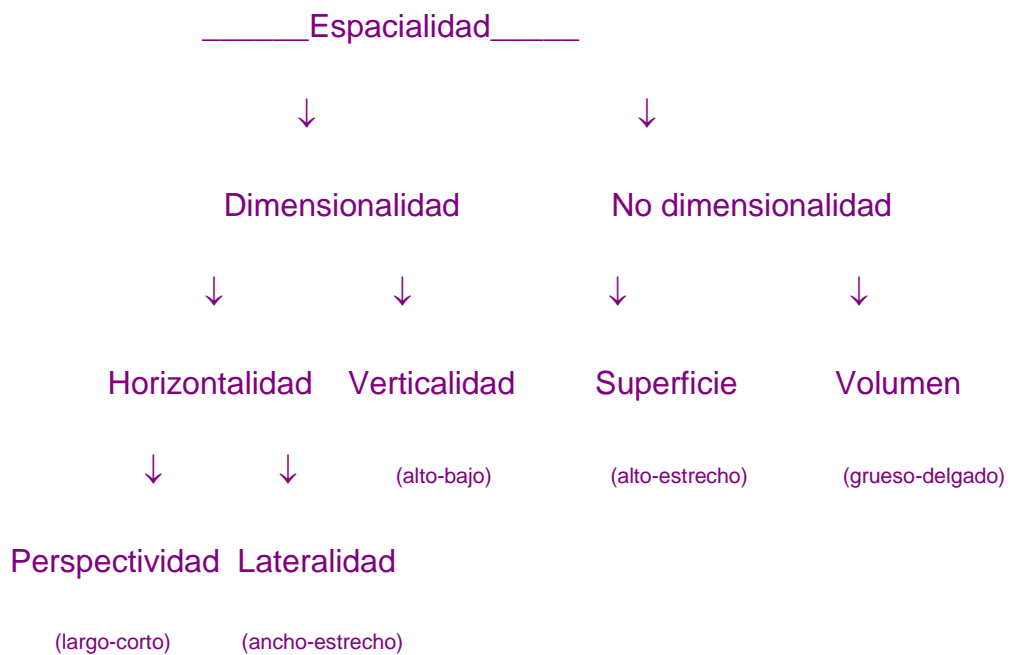 ______Espacialidad_____
↓ ↓
Dimensionalidad No dimensionalidad
↓ ↓ ↓ ↓
Horizontalidad Verticalidad Superficie Volumen
↓ ↓ (alto-bajo) (alto-estrecho) (grueso-delgado)
Perspectividad Lateralidad
(largo-corto) (ancho-estrecho)